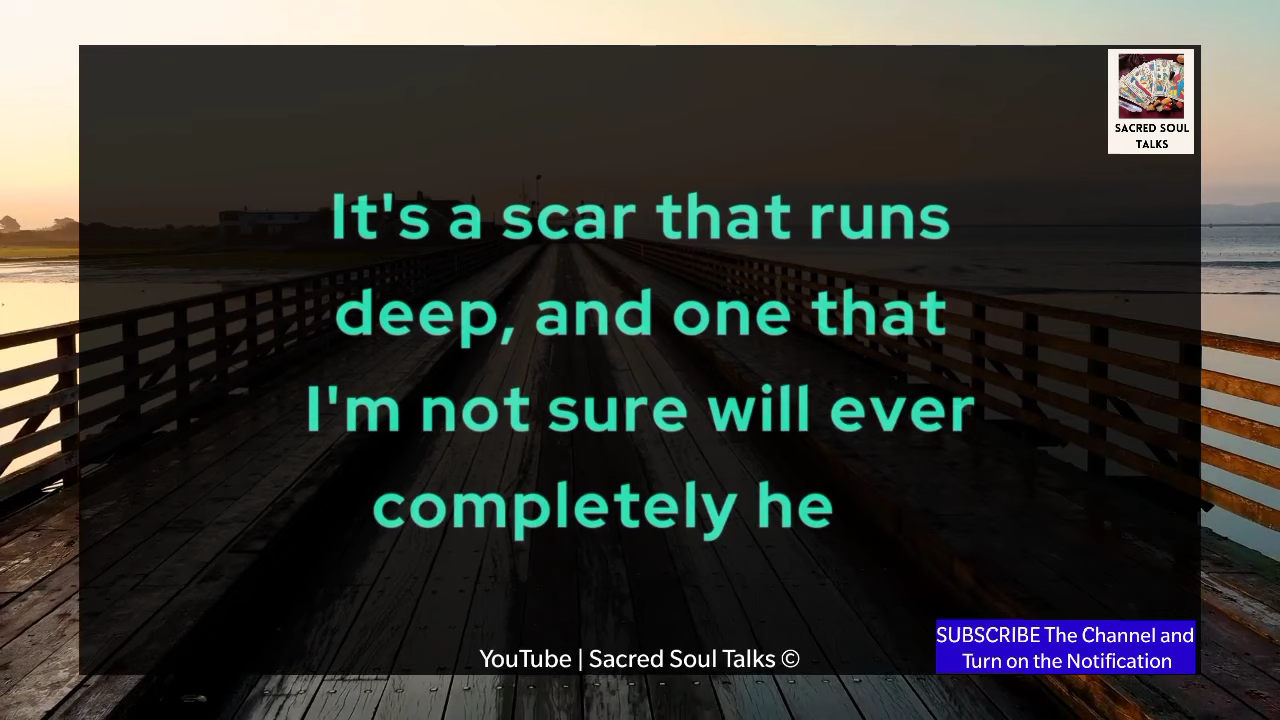 SACRED SOUL
TALKS
It's a scar that runs
deep, and one that
I'm not sure will ever
completely he
YouTube | Sacred Soul Talks ©
SUBSCRIBE The Channel and
Turn on the Notification